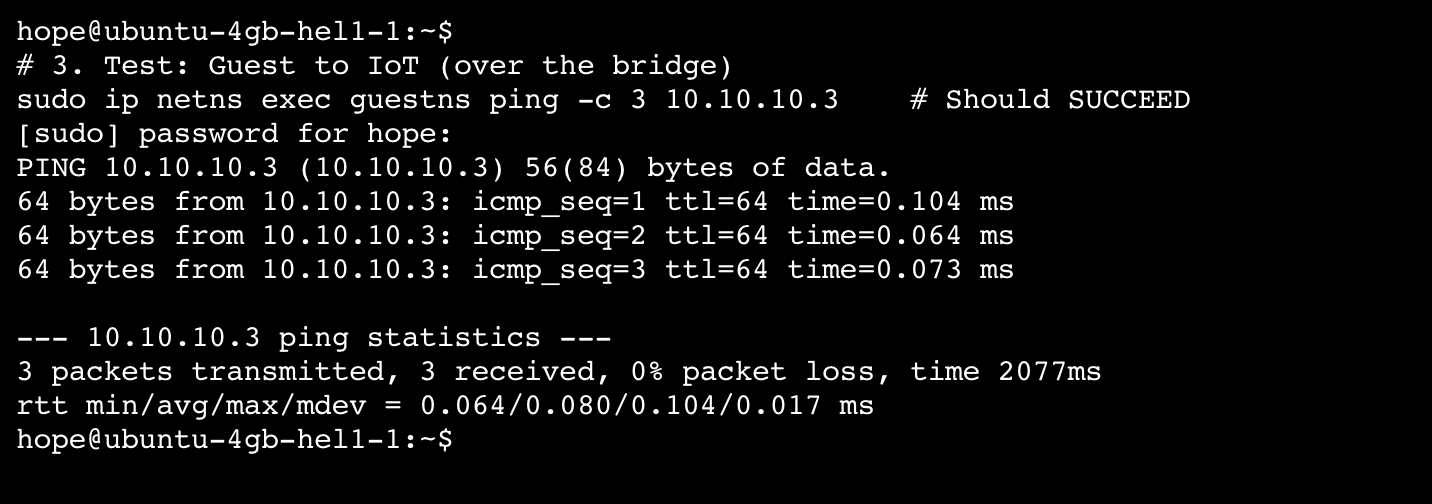 hope@ubuntu-4gb-hel1-1:~$
# 3. Test: Guest to IoT (over the bridge)
sudo ip netns exec guestns ping -c 3 10.10.10.3    # Should SUCCEED
[sudo] password for hope:
PING 10.10.10.3 (10.10.10.3) 56(84) bytes of data.
64 bytes from 10.10.10.3: icmp_seq=1 ttl=64 time=0.104 ms
64 bytes from 10.10.10.3: icmp_seq=2 ttl=64 time=0.064 ms
64 bytes from 10.10.10.3: icmp_seq=3 ttl=64 time=0.073 ms

--- 10.10.10.3 ping statistics ---
3 packets transmitted, 3 received, 0% packet loss, time 2077ms
rtt min/avg/max/mdev = 0.064/0.080/0.104/0.017 ms
hope@ubuntu-4gb-hel1-1:~$